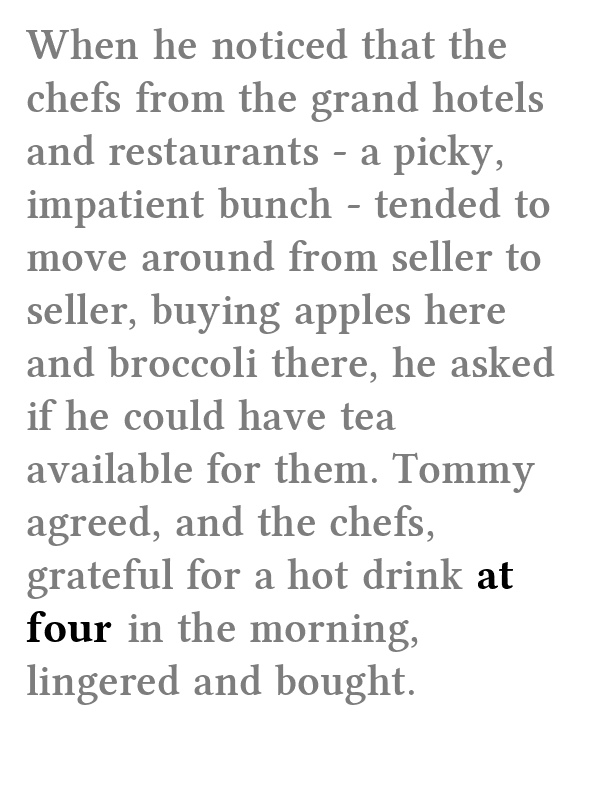 When he noticed that the
chefs from the grand hotels
and restaurants - a picky,
impatient bunch - tended to
move around from seller to
seller, buying apples here
and broccoli there, he asked
if he could have tea
available for them. Tommy
agreed, and the chefs,
grateful for a hot drink at
four in the morning,
lingered and bought.